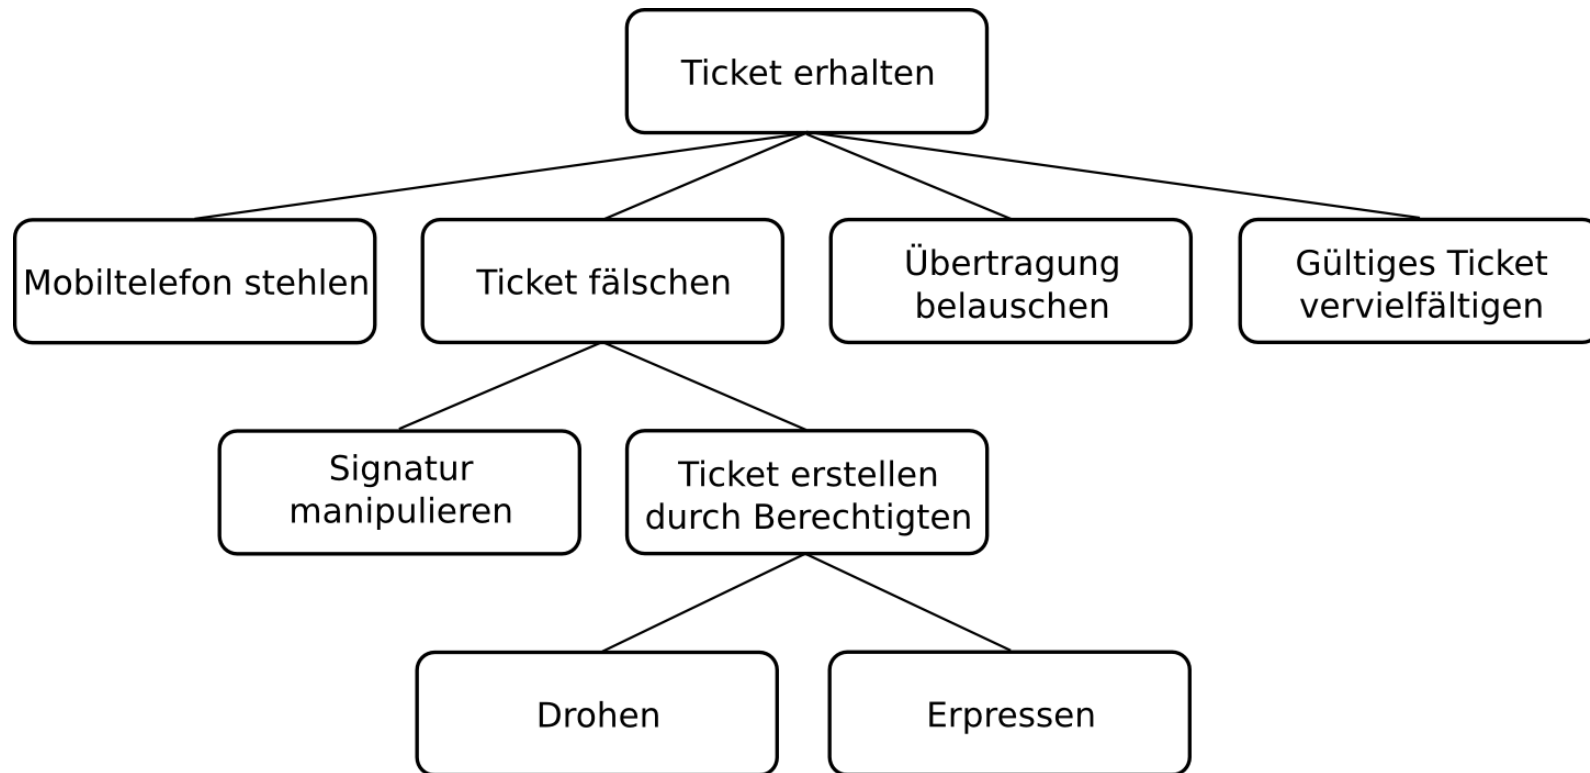 Ticket erhalten
Mobiltelefon stehlen
Ticket fälschen
Übertragung
belauschen
Gültiges Ticket
vervielfältigen
Signatur
manipulieren
Ticket erstellen
durch Berechtigten
Drohen
Erpressen